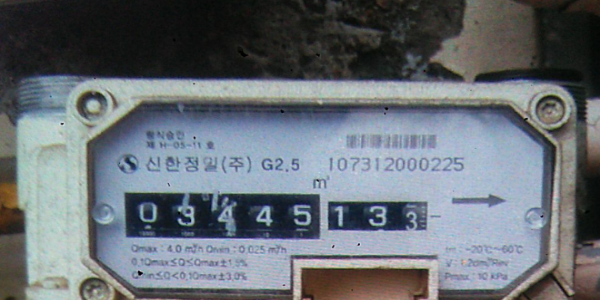 형식승인
제 H-05-11 호
신한정밀(주) G2.5 107312000225
m³
03445 133
Qmax : 4.0 m³/h Qmin : 0.025 m³/h
0.1Qmax≤Q≤Qmax±1.5%
Qmin≤Q<0.1Qmax±3.0%
-20℃~60℃
V : 1.2dm³/Rev
Pmax : 10 kPa